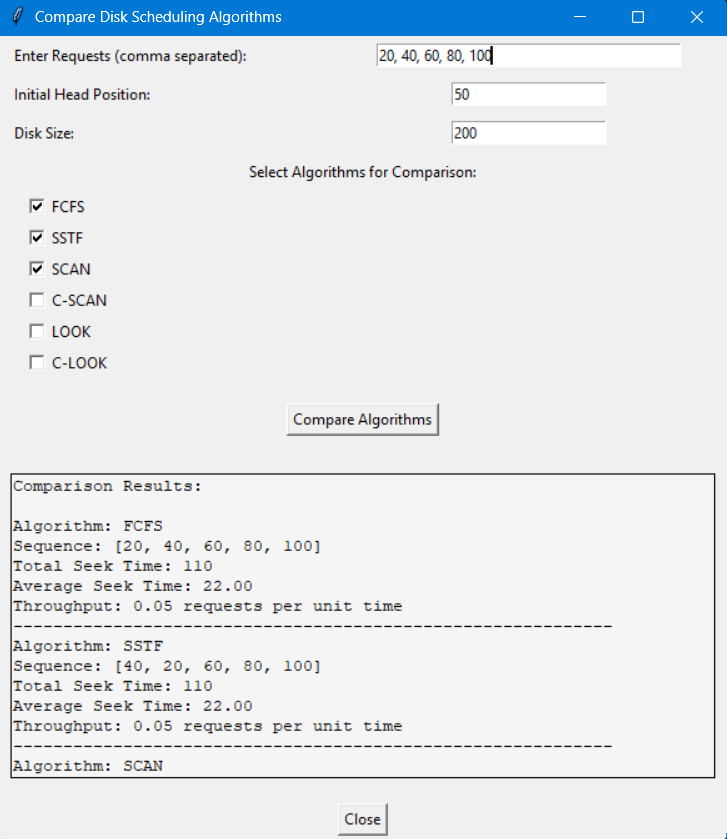 Compare Disk Scheduling Algorithms
Enter Requests (comma separated): 20, 40, 60, 80, 100
Initial Head Position: 50
Disk Size: 200
Select Algorithms for Comparison:
FCFS
SSTF
SCAN
C-SCAN
LOOK
C-LOOK
Compare Algorithms
Comparison Results:
Algorithm: FCFS
Sequence: [20, 40, 60, 80, 100]
Total Seek Time: 110
Average Seek Time: 22.00
Throughput: 0.05 requests per unit time
------------------------------------------------------------
Algorithm: SSTF
Sequence: [40, 20, 60, 80, 100]
Total Seek Time: 110
Average Seek Time: 22.00
Throughput: 0.05 requests per unit time
------------------------------------------------------------
Algorithm: SCAN
Close